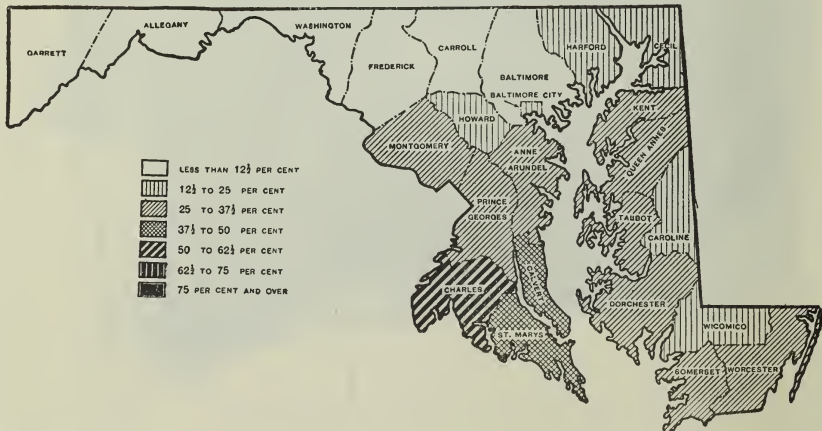 GARRETT
ALLEGANY
WASHINGTON
FREDERICK
CARROLL
BALTIMORE
BALTIMORE CITY
HARFORD
CECIL
HOWARD
KENT
MONTGOMERY
ANNE
ARUNDEL
QUEEN ANNES
PRINCE
GEORGES
TALBOT
CAROLINE
CALVERT
CHARLES
DORCHESTER
ST. MARYS
WICOMICO
SOMERSET
WORCESTER
LESS THAN 12½ PER CENT
12½ TO 25 PER CENT
25 TO 37½ PER CENT
37½ TO 50 PER CENT
50 TO 62½ PER CENT
62½ TO 75 PER CENT
75 PER CENT AND OVER